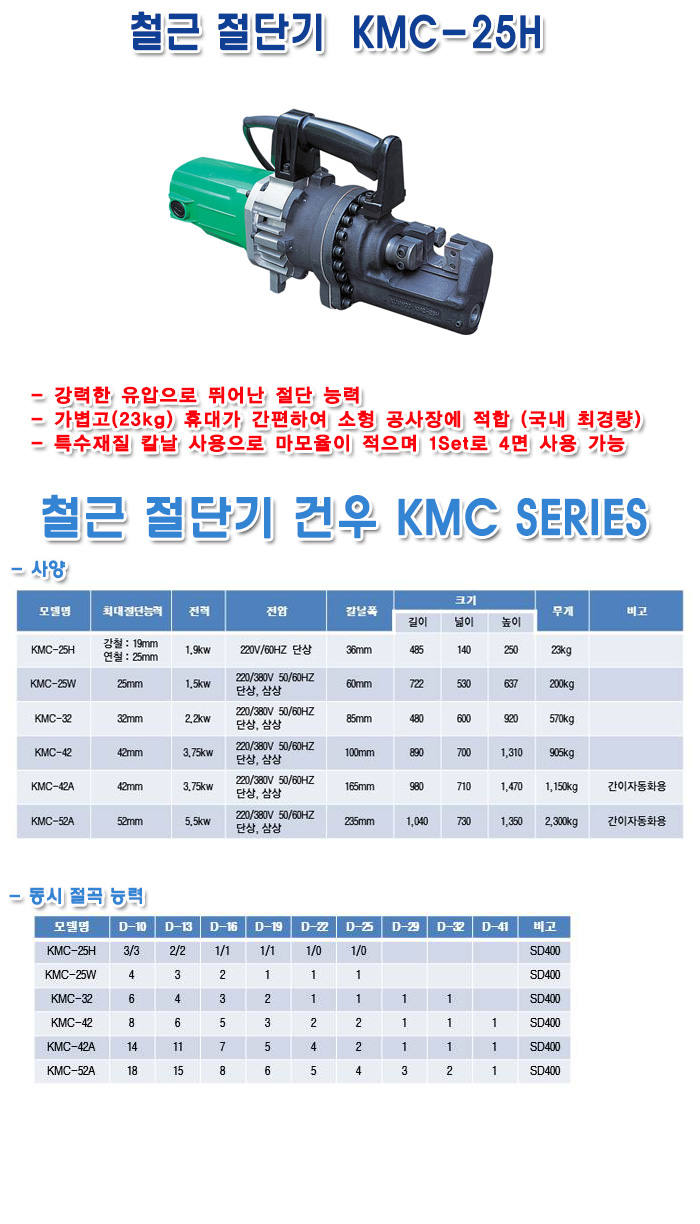 철근 절단기 KMC-25H
- 강력한 유압으로 뛰어난 절단 능력
- 가볍고(23kg) 휴대가 간편하여 소형 공사장에 적합 (국내 최경량)
- 특수재질 칼날 사용으로 마모율이 적으며 1Set로 4면 사용 가능
철근 절단기 건우 KMC SERIES
- 사양
모델명 최대절단능력 전력 전압 칼날폭 크기 무게 비고
길이 넓이 높이
KMC-25H 강철 : 19mm 1,9kw 220V/60HZ 단상 36mm 485 140 250 23kg
연철 : 25mm
KMC-25W 25mm 1,5kw 220/380V 50/60HZ 60mm 722 530 637 200kg
단상, 삼상
KMC-32 32mm 2,2kw 220/380V 50/60HZ 85mm 480 600 920 570kg
단상, 삼상
KMC-42 42mm 3,75kw 220/380V 50/60HZ 100mm 890 700 1,310 905kg
단상, 삼상
KMC-42A 42mm 3,75kw 220/380V 50/60HZ 165mm 980 710 1,470 1,150kg 간이자동화용
단상, 삼상
KMC-52A 52mm 5,5kw 220/380V 50/60HZ 235mm 1,040 730 1,350 2,300kg 간이자동화용
단상, 삼상
- 동시 절곡 능력
모델명 D-10 D-13 D-16 D-19 D-22 D-25 D-29 D-32 D-41 비고
KMC-25H 3/3 2/2 1/1 1/1 1/0 1/0 SD400
KMC-25W 4 3 2 1 1 1 SD400
KMC-32 6 4 3 2 1 1 1 1 SD400
KMC-42 8 6 5 3 2 2 1 1 1 SD400
KMC-42A 14 11 7 5 4 2 1 1 1 SD400
KMC-52A 18 15 8 6 5 4 3 2 1 SD400